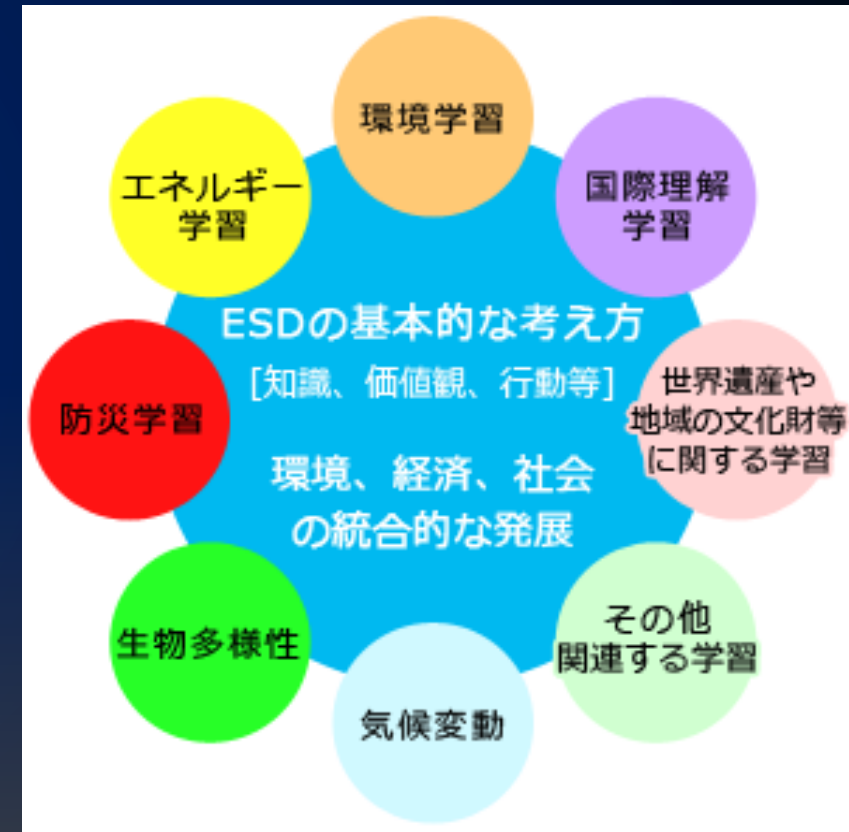 環境学習
国際理解
学習
世界遺産や
地域の文化財等
に関する学習
その他
関連する学習
気候変動
生物多様性
防災学習
エネルギー
学習
ESDの基本的な考え方
[知識、価値観、行動等]
環境、経済、社会
の統合的な発展